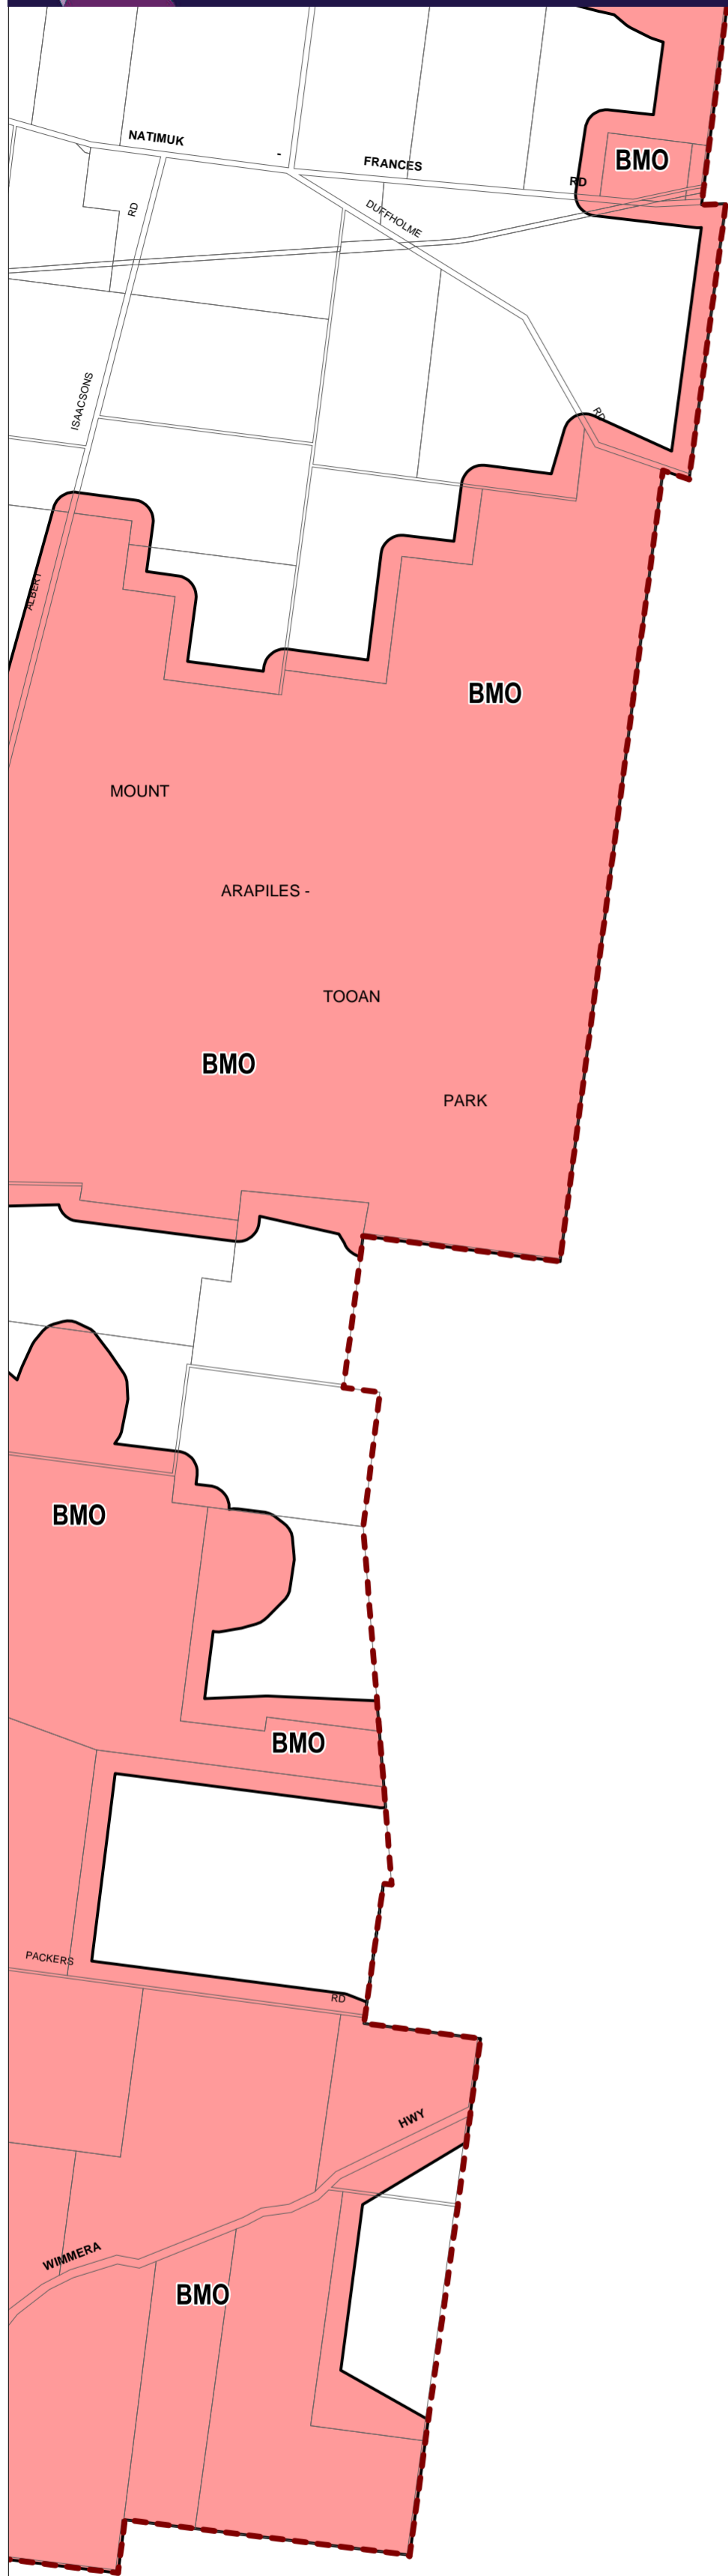 NATIMUK
-
FRANCES
RD
BMO
RD
DUFFHOLME
ISAACSONS
RD
ALBERT
BMO
MOUNT
ARAPILES -
TOOAN
BMO
PARK
BMO
BMO
PACKERS
RD
HWY
WIMMERA
BMO